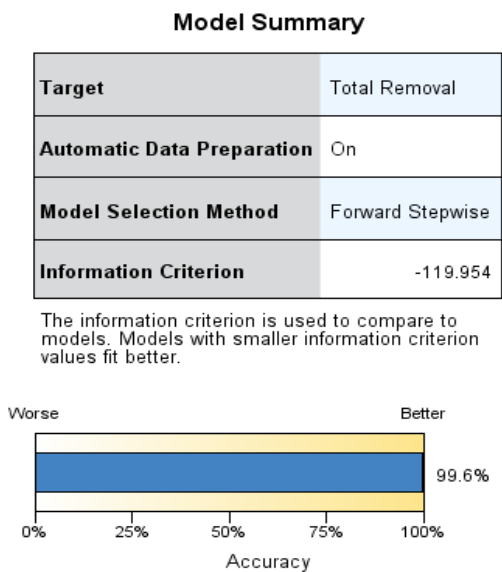 Model Summary
Target Total Removal
Automatic Data Preparation On
Model Selection Method Forward Stepwise
Information Criterion -119.954
The information criterion is used to compare to
models. Models with smaller information criterion
values fit better.
Worse Better
99.6%
0% 25% 50% 75% 100%
Accuracy